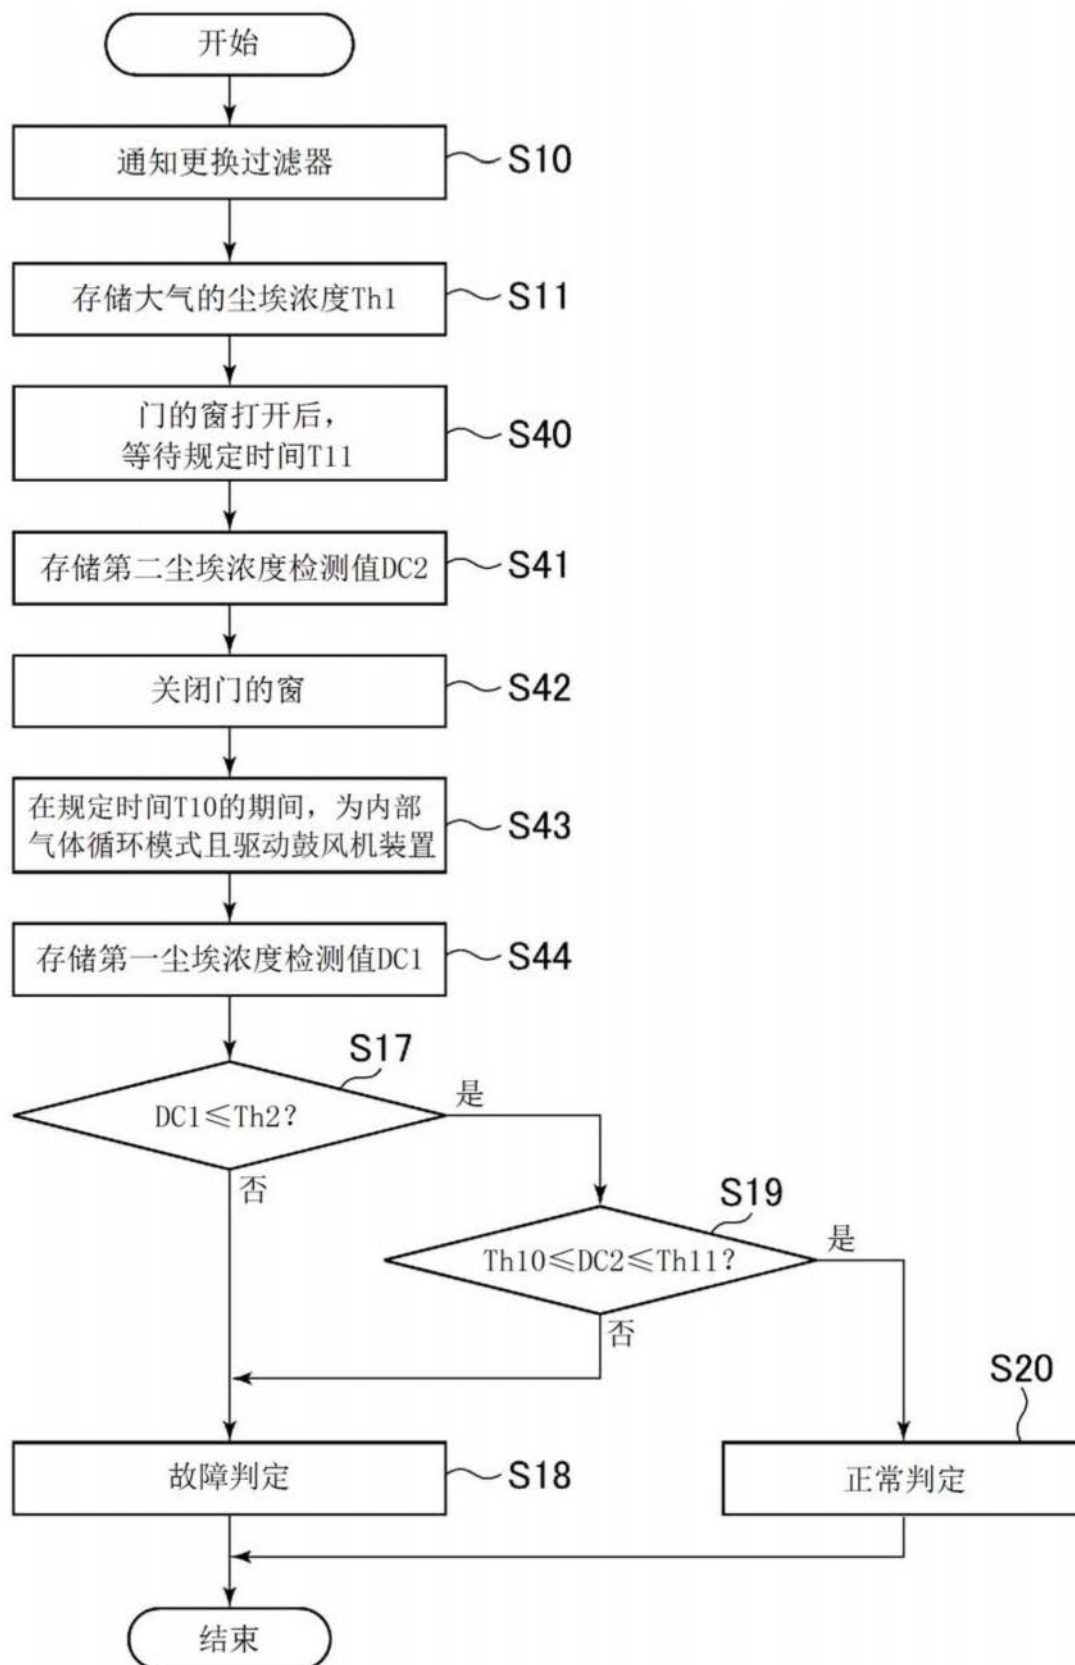 开始
通知更换过滤器
S10
存储大气的尘埃浓度Th1
S11
门的窗打开后，
等待规定时间T11
S40
存储第二尘埃浓度检测值DC2
S41
关闭门的窗
S42
在规定时间T10的期间，为内部
气体循环模式且驱动鼓风机装置
S43
存储第一尘埃浓度检测值DC1
S44
S17
DC1≤Th2？
是
否
S19
Th10≤DC2≤Th11？
是
否
S20
故障判定
S18
正常判定
结束